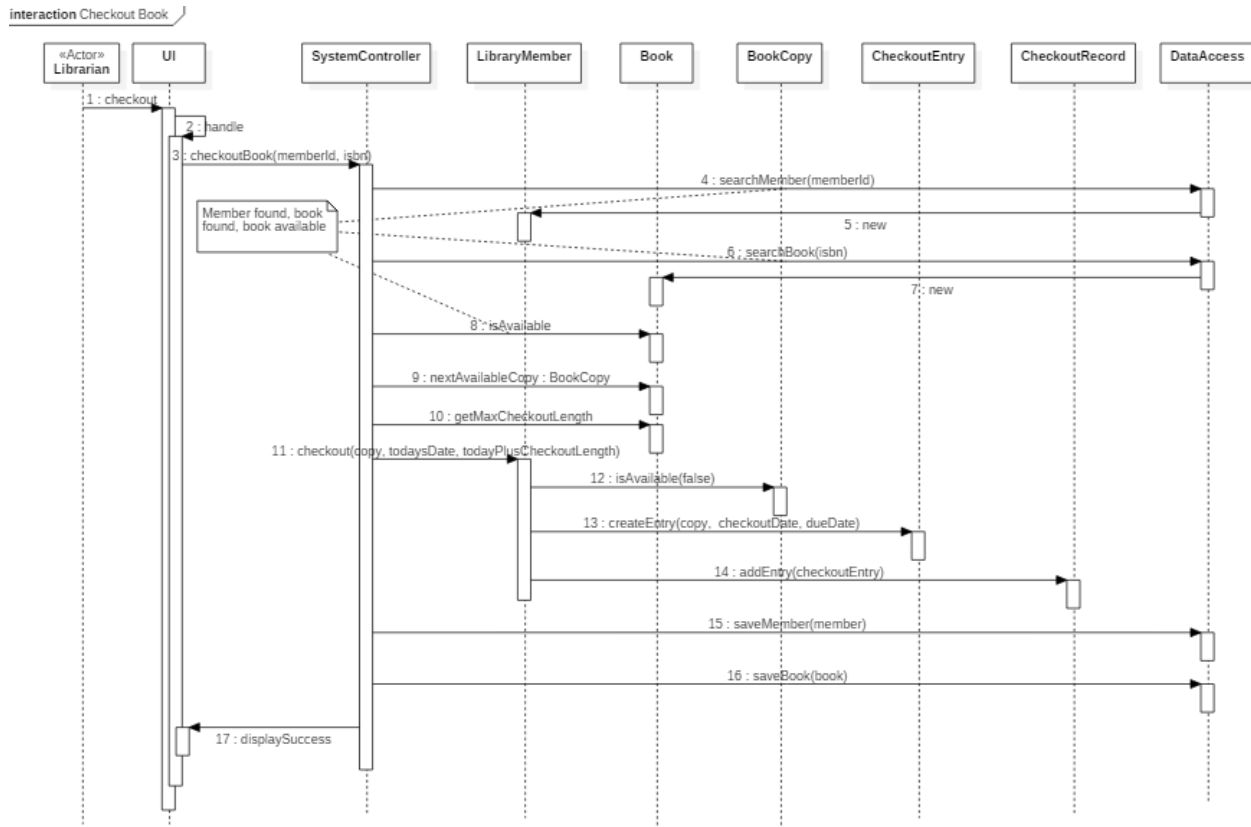 interaction Checkout Book
«Actor»
Librarian
UI
SystemController
LibraryMember
Book
BookCopy
CheckoutEntry
CheckoutRecord
DataAccess
1 : checkout
2 : handle
3 : checkoutBook(memberId, isbn)
4 : searchMember(memberId)
Member found, book
found, book available
5 : new
6 : searchBook(isbn)
7 : new
8 : isAvailable
9 : nextAvailableCopy : BookCopy
10 : getMaxCheckoutLength
11 : checkout(copy, todaysDate, todayPlusCheckoutLength)
12 : isAvailable(false)
13 : createEntry(copy, checkoutDate, dueDate)
14 : addEntry(checkoutEntry)
15 : saveMember(member)
16 : saveBook(book)
17 : displaySuccess